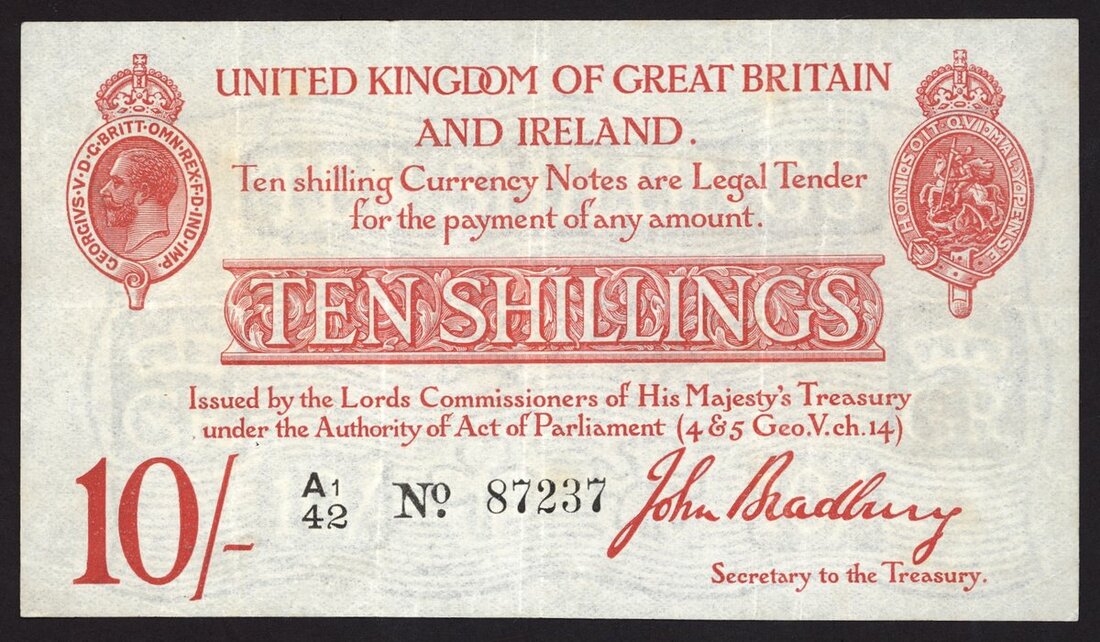 UNITED KINGDOM OF GREAT BRITAIN
AND IRELAND.
GEORGIVS·V·D·G·BRITT·OMN·REX·F·D·IND·IMP·
HONI·SOIT·QVI·MAL·Y·PENSE
Ten shilling Currency Notes are Legal Tender
for the payment of any amount.
TEN SHILLINGS
Issued by the Lords Commissioners of His Majesty's Treasury
under the Authority of Act of Parliament (4 & 5 Geo.V.ch.14)
10/-
A1
42
No. 87237
John Bradbury
Secretary to the Treasury.